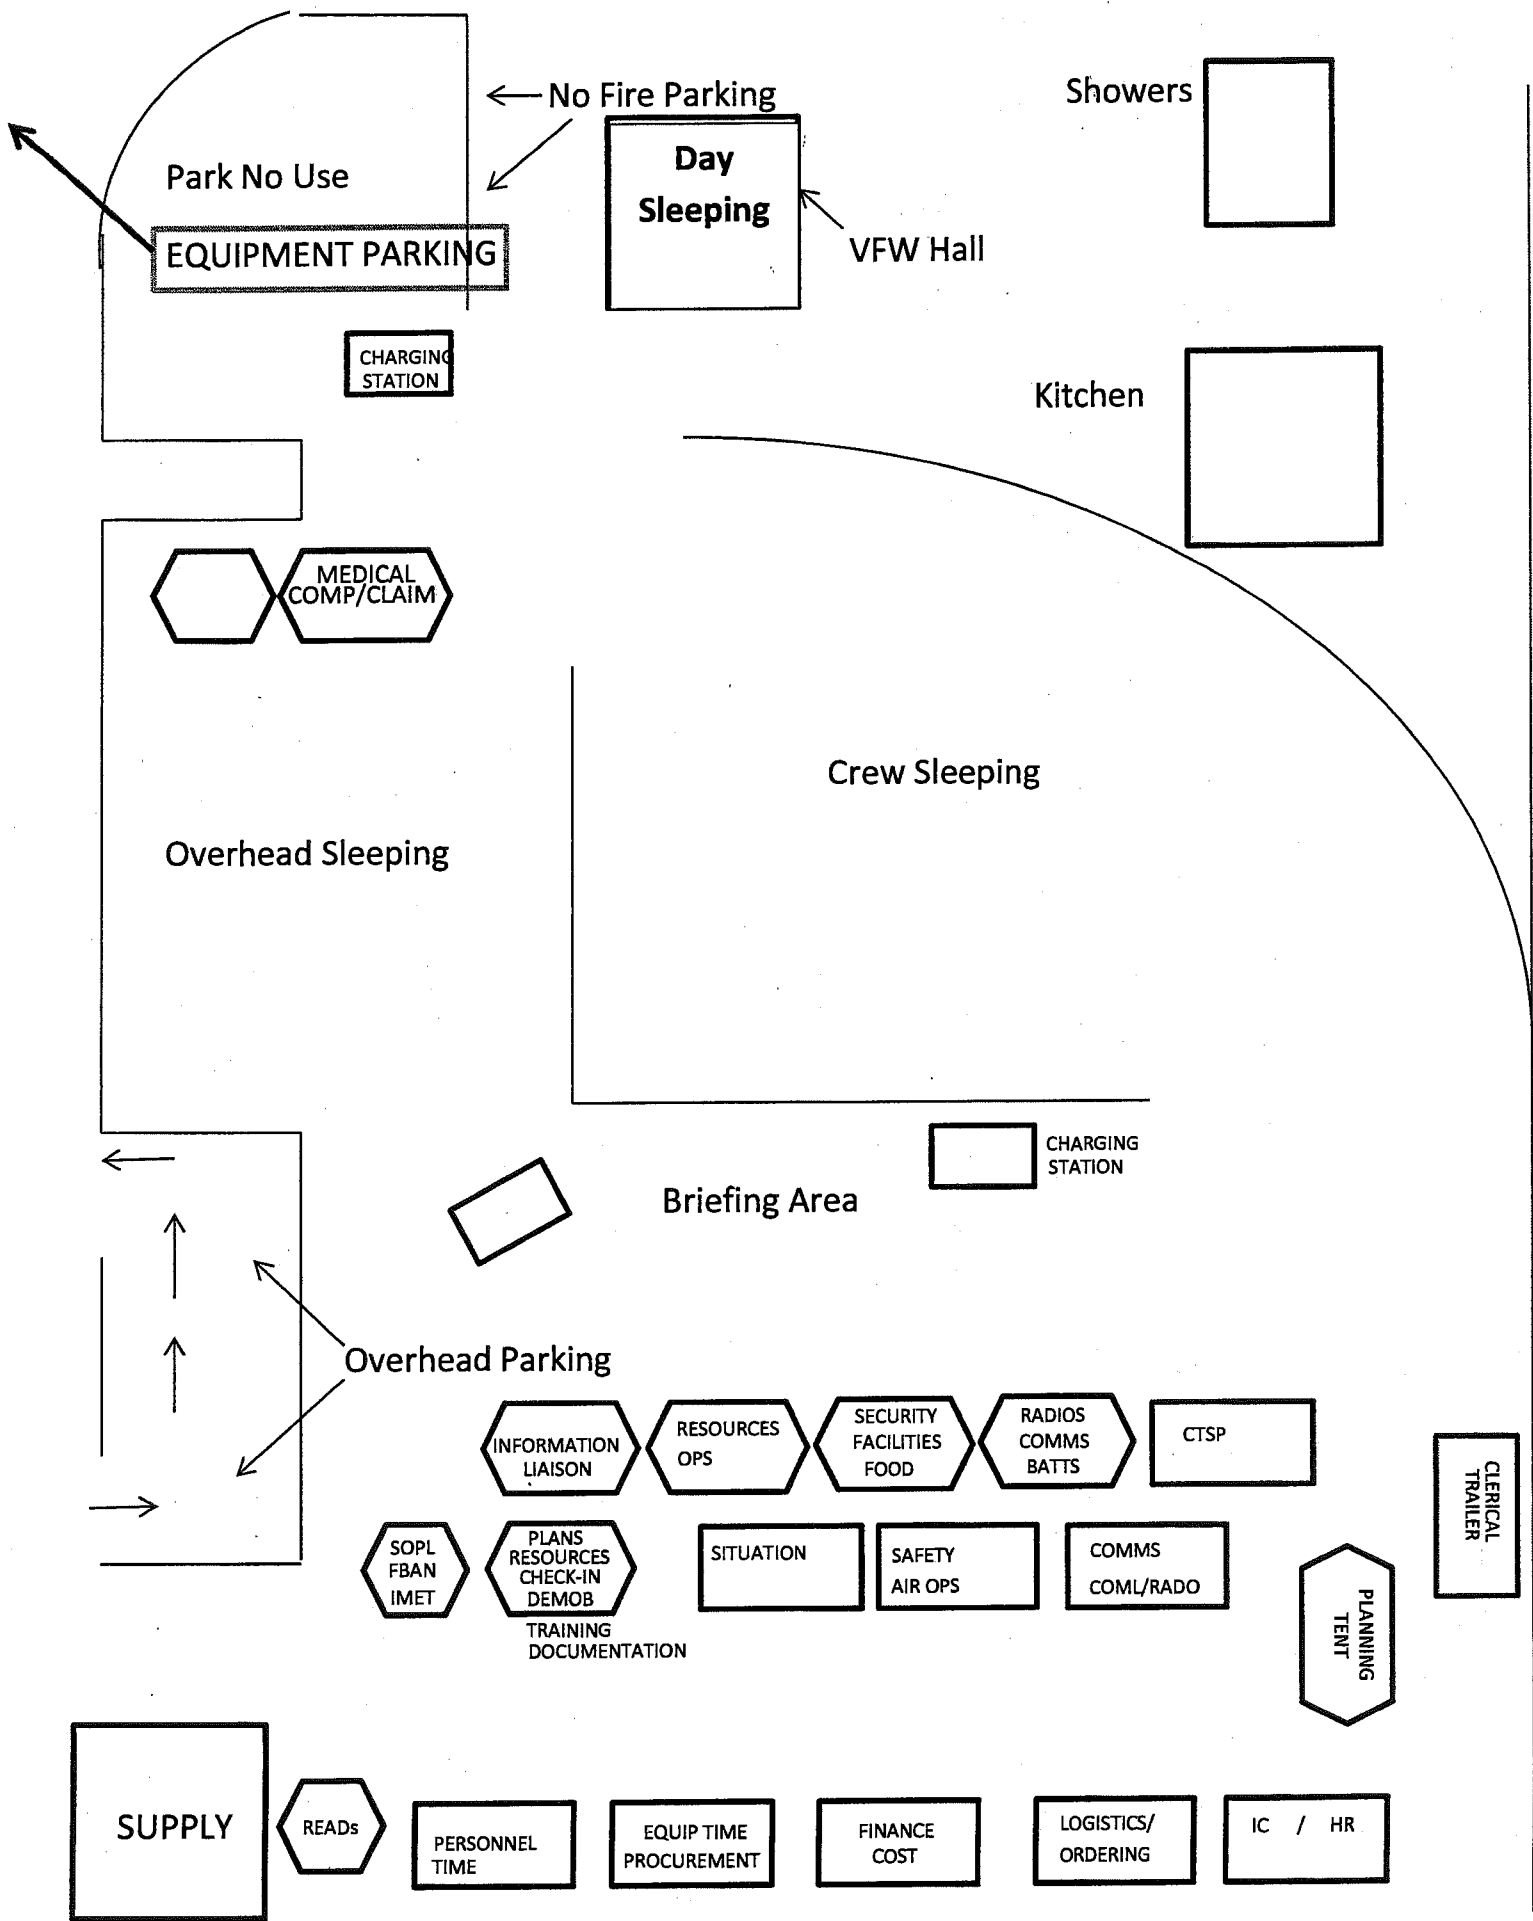 No Fire Parking
Showers
Day
Sleeping
Park No Use
VFW Hall
EQUIPMENT PARKING
CHARGING
STATION
Kitchen
MEDICAL
COMP/CLAIM
Crew Sleeping
Overhead Sleeping
CHARGING
STATION
Briefing Area
Overhead Parking
INFORMATION
LIAISON
RESOURCES
OPS
SECURITY
FACILITIES
FOOD
RADIOS
COMMS
BATTS
CTSP
CLERICAL
TRAILER
SOPL
FBAN
IMET
PLANS
RESOURCES
CHECK-IN
DEMOB
TRAINING
DOCUMENTATION
SITUATION
SAFETY
AIR OPS
COMMS
COML/RADO
PLANNING
TENT
SUPPLY
READs
PERSONNEL
TIME
EQUIP TIME
PROCUREMENT
FINANCE
COST
LOGISTICS/
ORDERING
IC / HR